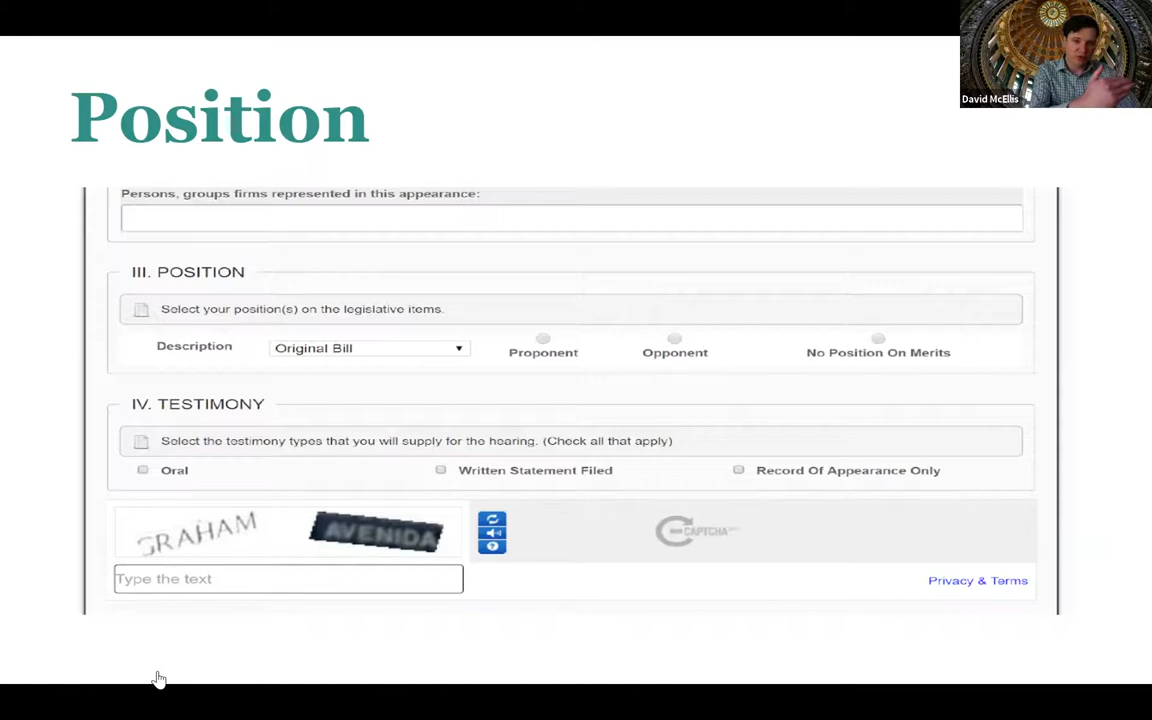 David McEllis
Position
Persons, groups firms represented in this appearance:
III. POSITION
Select your position(s) on the legislative items.
Description Original Bill Proponent Opponent No Position On Merits
IV. TESTIMONY
Select the testimony types that you will supply for the hearing. (Check all that apply)
Oral Written Statement Filed Record Of Appearance Only
GRAHAM AVENIDA CAPTCHA
Type the text Privacy & Terms